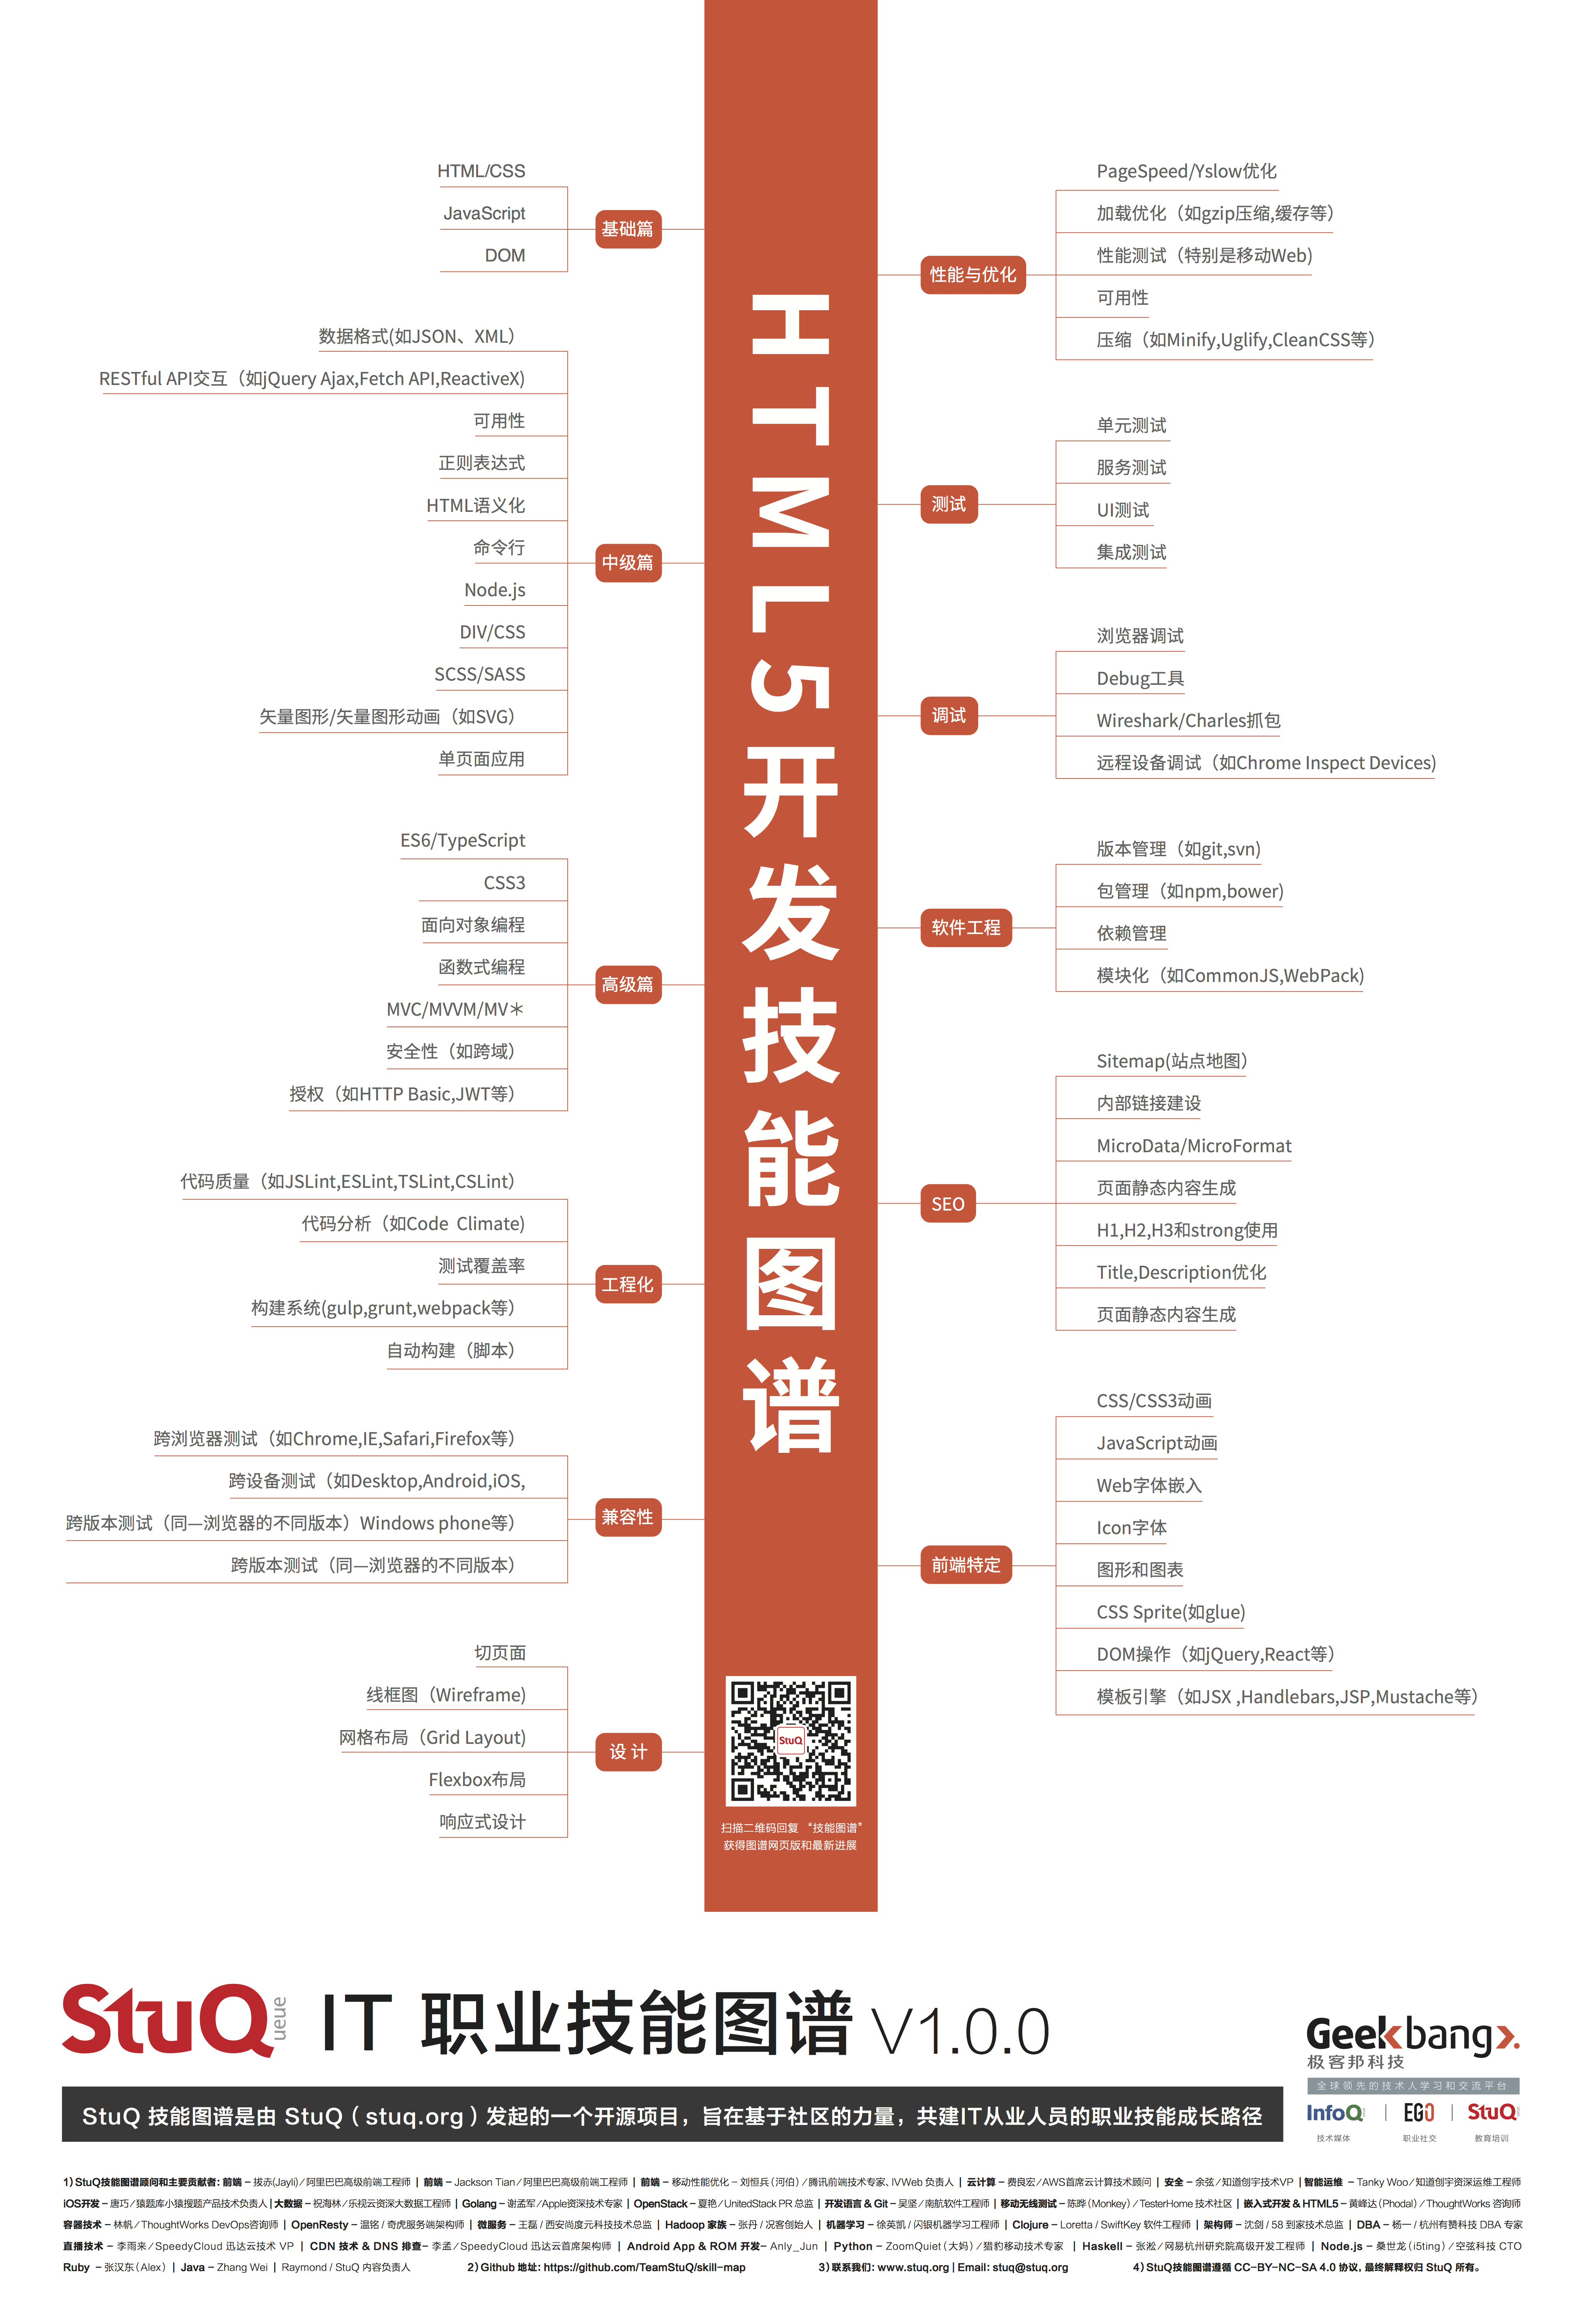 HTML5开发技能图谱
基础篇
HTML/CSS
JavaScript
DOM
中级篇
数据格式(如JSON、XML）
RESTful API交互（如jQuery Ajax,Fetch API,ReactiveX)
可用性
正则表达式
HTML语义化
命令行
Node.js
DIV/CSS
SCSS/SASS
矢量图形/矢量图形动画（如SVG）
单页面应用
高级篇
ES6/TypeScript
CSS3
面向对象编程
函数式编程
MVC/MVVM/MV＊
安全性（如跨域）
授权（如HTTP Basic,JWT等）
工程化
代码质量（如JSLint,ESLint,TSLint,CSLint）
代码分析（如Code Climate)
测试覆盖率
构建系统(gulp,grunt,webpack等）
自动构建（脚本）
兼容性
跨浏览器测试（如Chrome,IE,Safari,Firefox等）
跨设备测试（如Desktop,Android,iOS,
跨版本测试（同—浏览器的不同版本）Windows phone等）
跨版本测试（同—浏览器的不同版本）
设 计
切页面
线框图（Wireframe)
网格布局（Grid Layout)
Flexbox布局
响应式设计
性能与优化
PageSpeed/Yslow优化
加载优化（如gzip压缩,缓存等）
性能测试（特别是移动Web)
可用性
压缩（如Minify,Uglify,CleanCSS等）
测试
单元测试
服务测试
UI测试
集成测试
调试
浏览器调试
Debug工具
Wireshark/Charles抓包
远程设备调试（如Chrome Inspect Devices)
软件工程
版本管理（如git,svn)
包管理（如npm,bower)
依赖管理
模块化（如CommonJS,WebPack)
SEO
Sitemap(站点地图）
内部链接建设
MicroData/MicroFormat
页面静态内容生成
H1,H2,H3和strong使用
Title,Description优化
页面静态内容生成
前端特定
CSS/CSS3动画
JavaScript动画
Web字体嵌入
Icon字体
图形和图表
CSS Sprite(如glue)
DOM操作（如jQuery,React等）
模板引擎（如JSX ,Handlebars,JSP,Mustache等）
StuQ
扫描二维码回复 “技能图谱”
获得图谱网页版和最新进展
StuQueue IT 职业技能图谱 V1.0.0
Geekbang>.
极客邦科技
全球领先的技术人学习和交流平台
InfoQ | EGO | StuQ
技术媒体 职业社交 教育培训
StuQ 技能图谱是由 StuQ（stuq.org）发起的一个开源项目，旨在基于社区的力量，共建IT从业人员的职业技能成长路径
1）StuQ技能图谱顾问和主要贡献者：前端 – 拔赤(Jayli)/阿里巴巴高级前端工程师 | 前端 – Jackson Tian/阿里巴巴高级前端工程师 | 前端 – 移动性能优化 – 刘恒兵(河伯)/腾讯前端技术专家、IVWeb 负责人 | 云计算 – 费良宏/AWS首席云计算技术顾问 | 安全 – 余弦/知道创宇技术VP | 智能运维 – Tanky Woo/知道创宇资深运维工程师
iOS开发 – 唐巧/猿题库小猿搜题产品技术负责人 | 大数据 – 祝海林/乐视云资深大数据工程师 | Golang – 谢孟军/Apple资深技术专家 | OpenStack – 夏艳/UnitedStack PR 总监 | 开发语言 & Git – 吴坚/南航软件工程师 | 移动无线测试 – 陈晔(Monkey)/TesterHome 技术社区 | 嵌入式开发 & HTML5 – 黄峰达(Phodal)/ThoughtWorks 咨询师
容器技术 – 林帆/ThoughtWorks DevOps咨询师 | OpenResty – 温铭/奇虎服务端架构师 | 微服务 – 王磊/西安尚度元科技技术总监 | Hadoop 家族 – 张丹/况客创始人 | 机器学习 – 徐英凯/闪银机器学习工程师 | Clojure – Loretta / SwiftKey 软件工程师 | 架构师 – 沈剑/58 到家技术总监 | DBA – 杨一/杭州有赞科技 DBA 专家
直播技术 – 李雨来/SpeedyCloud 迅达云技术 VP | CDN 技术 & DNS 排查– 李孟/SpeedyCloud 迅达云首席架构师 | Android App & ROM 开发– Anly_Jun | Python – ZoomQuiet(大妈)/猎豹移动技术专家 | Haskell – 张淞/网易杭州研究院高级开发工程师 | Node.js – 桑世龙(i5ting)/空弦科技 CTO
Ruby – 张汉东(Alex) | Java – Zhang Wei | Raymond / StuQ 内容负责人 2）Github 地址：https://github.com/TeamStuQ/skill-map 3）联系我们：www.stuq.org | Email: stuq@stuq.org 4）StuQ技能图谱遵循 CC-BY-NC-SA 4.0 协议，最终解释权归 StuQ 所有。